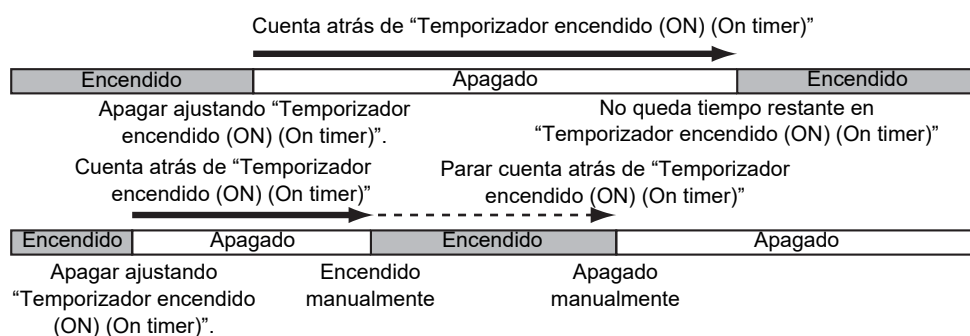 Cuenta atrás de “Temporizador encendido (ON) (On timer)”
Encendido Apagado Encendido
Apagar ajustando “Temporizador
encendido (ON) (On timer)”.
No queda tiempo restante en
“Temporizador encendido (ON) (On timer)”
Cuenta atrás de “Temporizador
encendido (ON) (On timer)”
Parar cuenta atrás de “Temporizador
encendido (ON) (On timer)”
Encendido Apagado Encendido Apagado
Apagar ajustando
“Temporizador encendido
(ON) (On timer)”.
Encendido
manualmente
Apagado
manualmente